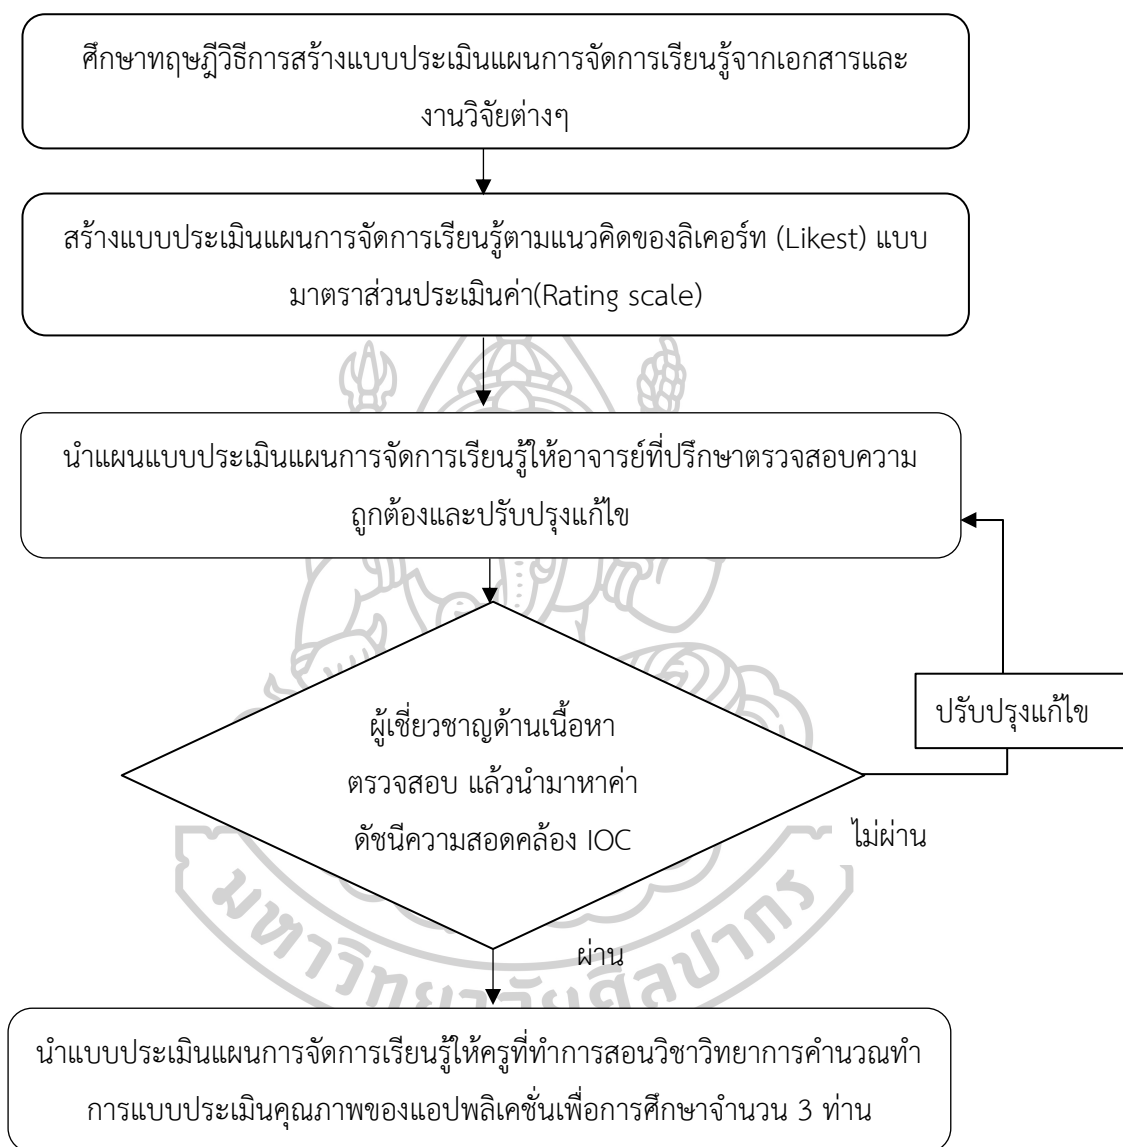 ศึกษาทฤษฎีวิธีการสร้างแบบประเมินแผนการจัดการเรียนรู้จากเอกสารและ
งานวิจัยต่างๆ
สร้างแบบประเมินแผนการจัดการเรียนรู้ตามแนวคิดของลิเคอร์ท (Likest) แบบ
มาตราส่วนประเมินค่า(Rating scale)
นำแผนแบบประเมินแผนการจัดการเรียนรู้ให้อาจารย์ที่ปรึกษาตรวจสอบความ
ถูกต้องและปรับปรุงแก้ไข
ปรับปรุงแก้ไข
ผู้เชี่ยวชาญด้านเนื้อหา
ตรวจสอบ แล้วนำมาหาค่า
ดัชนีความสอดคล้อง IOC
ไม่ผ่าน
ผ่าน
มหาวิทยาลัยศิลปากร
นำแบบประเมินแผนการจัดการเรียนรู้ให้ครูที่ทำการสอนวิชาวิทยาการคำนวณทำ
การแบบประเมินคุณภาพของแอปพลิเคชั่นเพื่อการศึกษาจำนวน 3 ท่าน